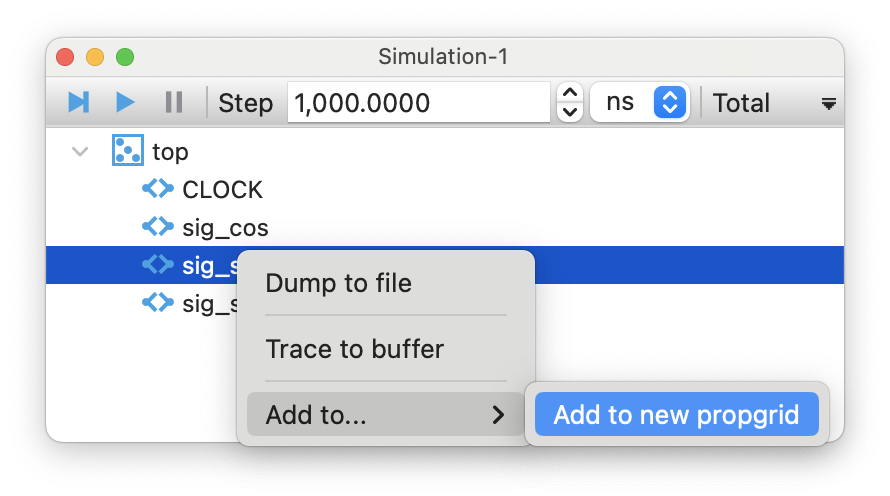 Simulation-1
Step 1,000.0000 ns Total
top
CLOCK
sig_cos
sig_s
sig_s
Dump to file
Trace to buffer
Add to... Add to new propgrid